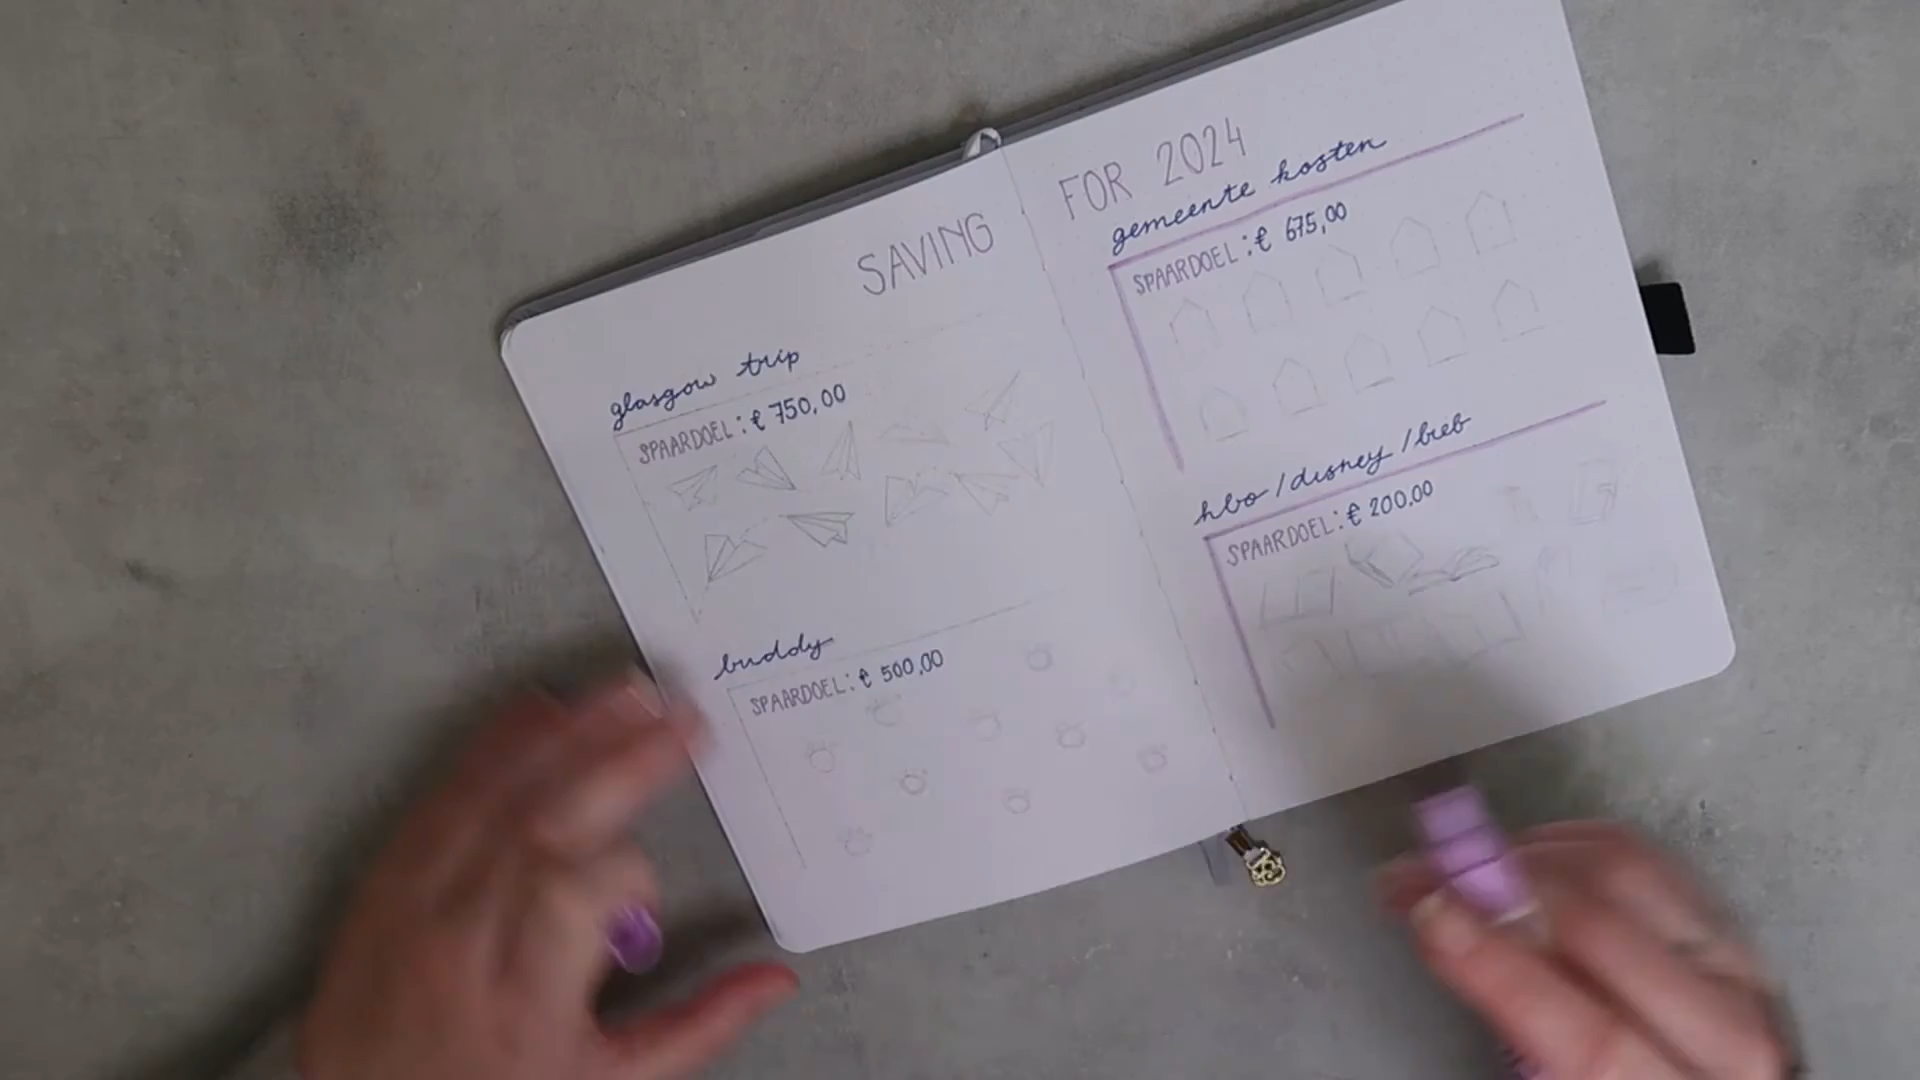 SAVING FOR 2024
glasgow trip
SPAARDOEL: € 750,00
buddy
SPAARDOEL: € 500,00
gemeente kosten
SPAARDOEL: € 675,00
hbo / disney / bieb
SPAARDOEL: € 200,00